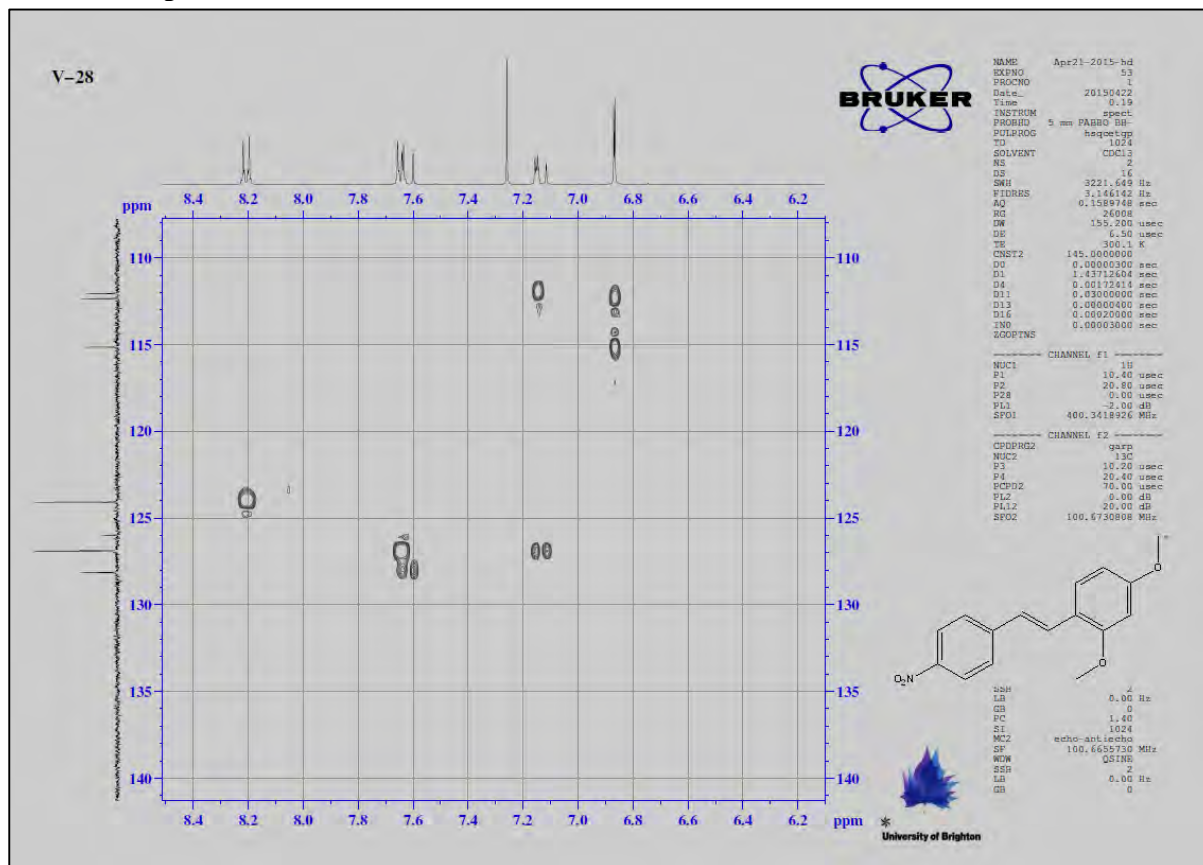 V-28
BRUKER
8.4 8.2 8.0 7.8 7.6 7.4 7.2 7.0 6.8 6.6 6.4 6.2 ppm
ppm
110 110
115 115
120 120
125 125
130 130
135 135
140 140
8.4 8.2 8.0 7.8 7.6 7.4 7.2 7.0 6.8 6.6 6.4 6.2 ppm
NAME Apr21-2015-hd
EXPNO 53
PROCNO 1
Date_ 20150422
Time 0.19
INSTRUM spect
PROBHD 5 mm PABBO BB-
PULPROG hsqcetgp
TD 1024
SOLVENT CDCl3
NS 2
DS 16
SWH 3221.649 Hz
FIDRES 3.146142 Hz
AQ 0.1589748 sec
RG 26008
DW 155.200 usec
DE 6.50 usec
TE 300.1 K
CNST2 145.0000000
D0 0.00000300 sec
D1 1.43712604 sec
D4 0.00172414 sec
D11 0.03000000 sec
D13 0.00000400 sec
D16 0.00020000 sec
IN0 0.00003000 sec
ZGOPTNS
======== CHANNEL f1 ========
NUC1 1H
P1 10.40 usec
P2 20.80 usec
P28 0.00 usec
PL1 -2.00 dB
SFO1 400.3418926 MHz
======== CHANNEL f2 ========
CPDPRG2 garp
NUC2 13C
P3 10.20 usec
P4 20.40 usec
PCPD2 70.00 usec
PL2 0.00 dB
PL12 20.00 dB
SFO2 100.6730808 MHz
O
O
O₂N
SSB 2
LB 0.00 Hz
GB 0
PC 1.40
SI 1024
MC2 echo-antiecho
SF 100.6655730 MHz
WDW QSINE
SSB 2
LB 0.00 Hz
GB 0
University of Brighton